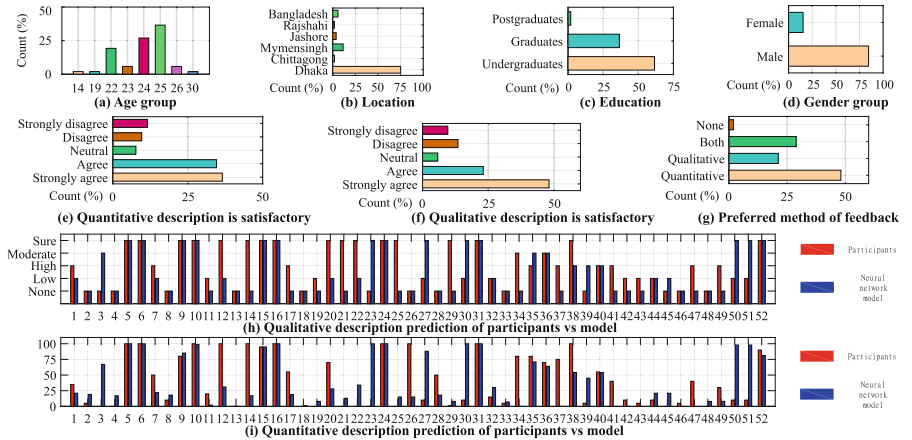 Count (%)
50
25
0
14 19 22 23 24 25 26 30
(a) Age group
Bangladesh
Rajshahi
Jashore
Mymensingh
Chittagong
Dhaka
0 25 50 75 100
Count (%)
(b) Location
Postgraduates
Graduates
Undergraduates
0 25 50 75
Count (%)
(c) Education
Female
Male
0 25 50 75 100
Count (%)
(d) Gender group
Strongly disagree
Disagree
Neutral
Agree
Strongly agree
0 25 50
Count (%)
(e) Quantitative description is satisfactory
Strongly disagree
Disagree
Neutral
Agree
Strongly agree
0 25 50
Count (%)
(f) Qualitative description is satisfactory
None
Both
Qualitative
Quantitative
0 25 50
Count (%)
(g) Preferred method of feedback
Sure
Moderate
High
Low
None
1 2 3 4 5 6 7 8 9 10 11 12 13 14 15 16 17 18 19 20 21 22 23 24 25 26 27 28 29 30 31 32 33 34 35 36 37 38 39 40 41 42 43 44 45 46 47 48 49 50 51 52
(h) Qualitative description prediction of participants vs model
Participants
Neural
network
model
100
75
50
25
0
1 2 3 4 5 6 7 8 9 10 11 12 13 14 15 16 17 18 19 20 21 22 23 24 25 26 27 28 29 30 31 32 33 34 35 36 37 38 39 40 41 42 43 44 45 46 47 48 49 50 51 52
(i) Quantitative description prediction of participants vs model
Participants
Neural
network
model